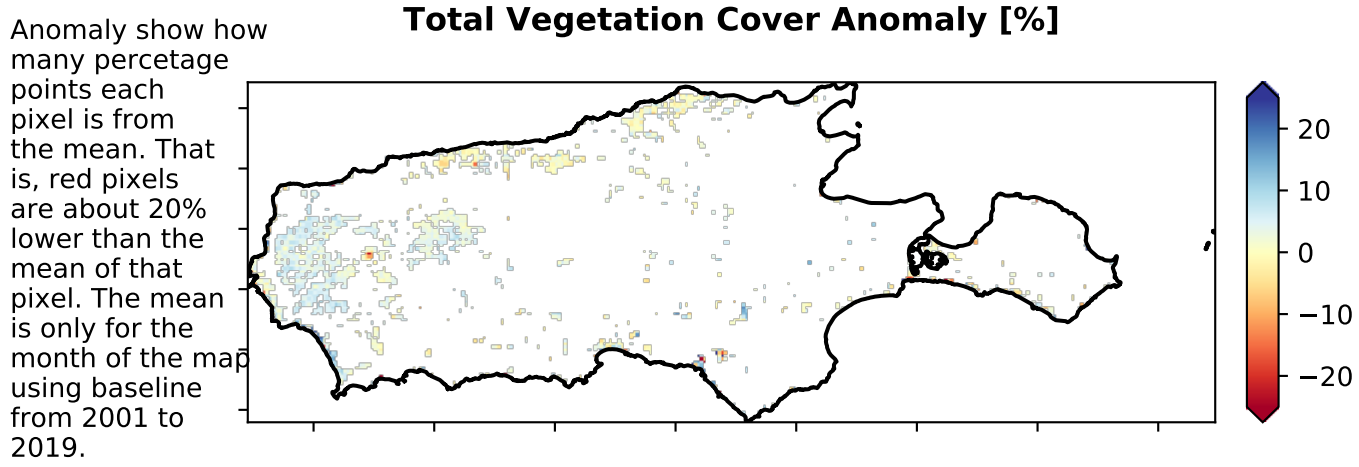 Total Vegetation Cover Anomaly [%]
Anomaly show how
many percetage
points each
pixel is from
the mean. That
is, red pixels
are about 20%
lower than the
mean of that
pixel. The mean
is only for the
month of the map
using baseline
from 2001 to
2019.
20
10
0
−10
−20